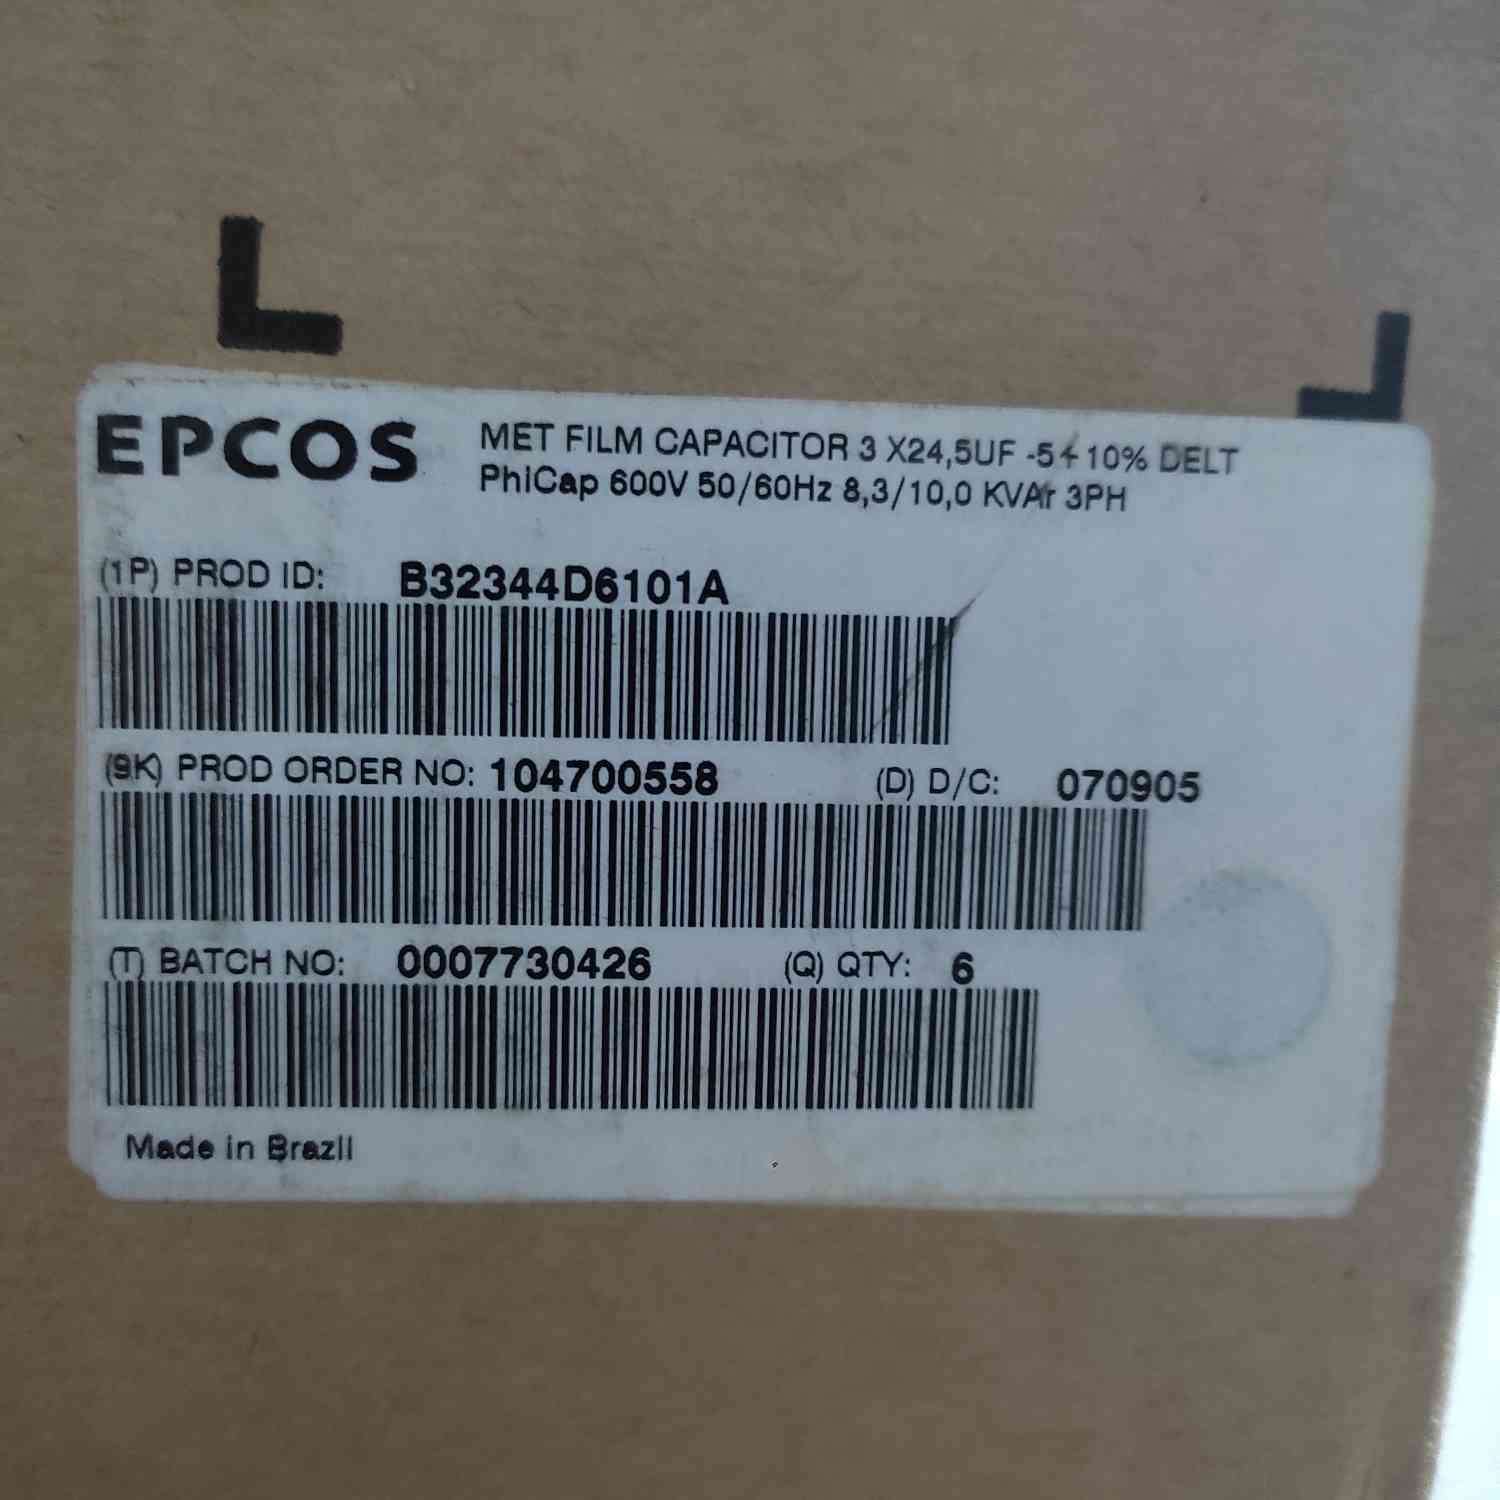 EPCOS
MET FILM CAPACITOR 3 X24,5UF -5+10% DELT
PhiCap 600V 50/60Hz 8,3/10,0 KVAr 3PH
(1P) PROD ID: B32344D6101A
(9K) PROD ORDER NO: 104700558 (D) D/C: 070905
(T) BATCH NO: 0007730426 (Q) QTY: 6
Made in Brazil